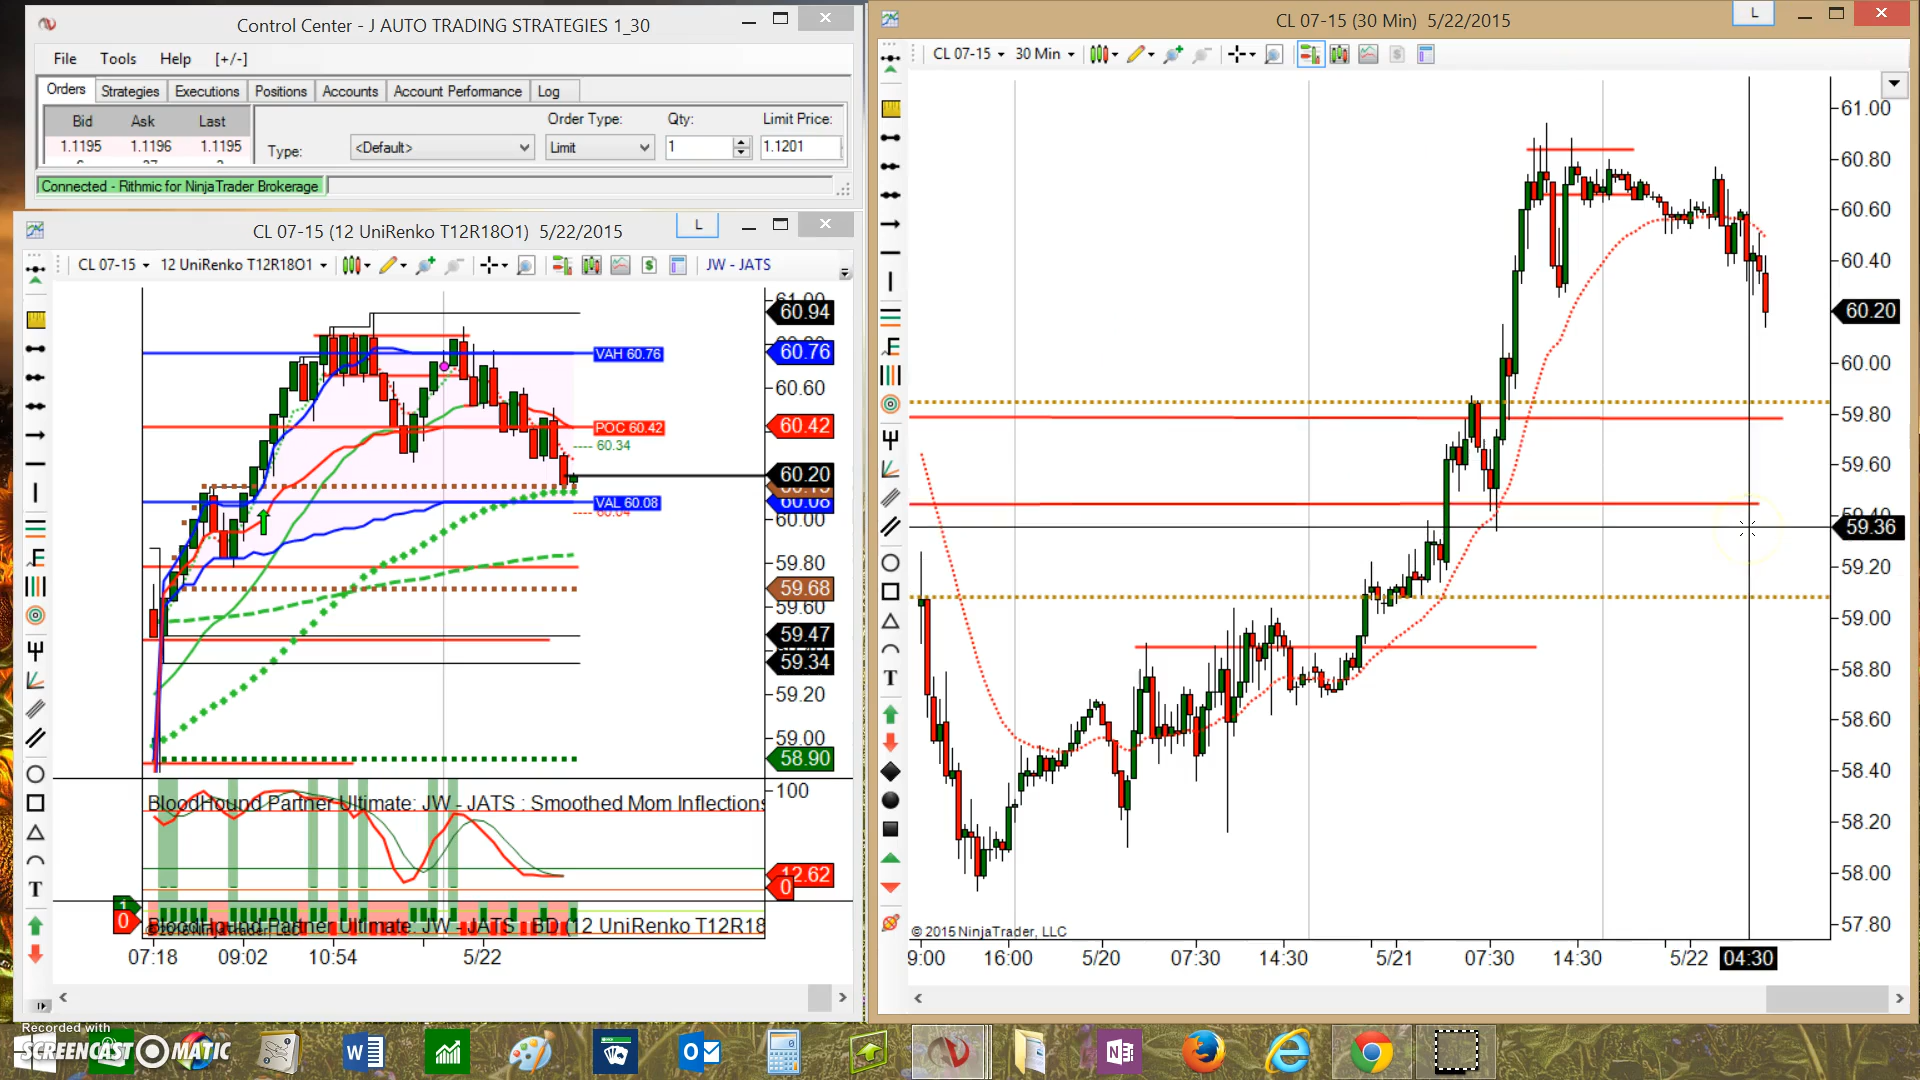 Control Center - J AUTO TRADING STRATEGIES 1_30
File Tools Help [+/-]
Orders Strategies Executions Positions Accounts Account Performance Log
Bid Ask Last
1.1195 1.1196 1.1195
Type: <Default>
Order Type:
Limit
Qty:
1
Limit Price:
1.1201
Connected - Rithmic for NinjaTrader Brokerage
L
CL 07-15 (12 UniRenko T12R18O1) 5/22/2015
CL 07-15 12 UniRenko T12R18O1 JW - JATS
60.94
VAH 60.76
60.76
60.60
POC 60.42
60.42
60.34
60.20
VAL 60.08
60.08
60.00
59.80
59.68
59.60
59.47
59.34
59.20
59.00
58.90
100
BloodHound Partner Ultimate: JW - JATS : Smoothed Mom Inflections
12.62
0
1
0
BloodHound Partner Ultimate: JW - JATS BD (12 UniRenko T12R18
07:18 09:02 10:54 5/22
CL 07-15 (30 Min) 5/22/2015
L
CL 07-15 30 Min
61.00
60.80
60.60
60.40
60.20
60.00
59.80
59.60
59.40
59.36
59.20
59.00
58.80
58.60
58.40
58.20
58.00
57.80
© 2015 NinjaTrader, LLC
9:00 16:00 5/20 07:30 14:30 5/21 07:30 14:30 5/22 04:30
F
T
F
T
Recorded with
SCREENCAST O MATIC